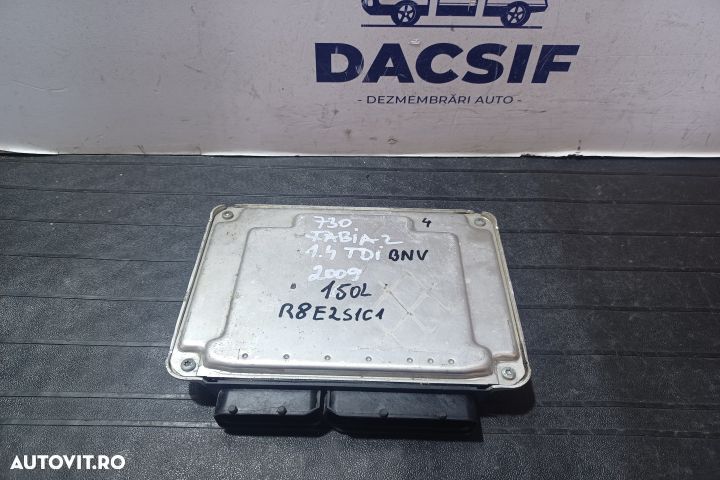 DACSIF
- DEZMEMBRĂRI AUTO -
730 4
FABIA 2
1.4 TDi BNV
2009
150L
R8E2S1C1
AUTOVIT.RO